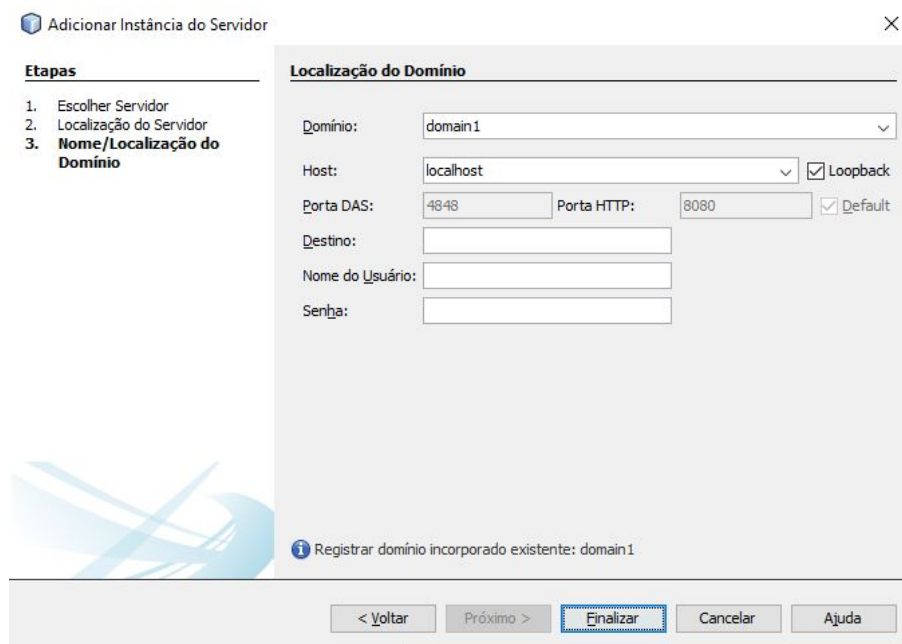 Adicionar Instância do Servidor
Etapas
1. Escolher Servidor
2. Localização do Servidor
3. Nome/Localização do
Domínio
Localização do Domínio
Domínio: domain1
Host: localhost Loopback
Porta DAS: 4848 Porta HTTP: 8080 Default
Destino:
Nome do Usuário:
Senha:
Registrar domínio incorporado existente: domain1
< Voltar Próximo > Finalizar Cancelar Ajuda